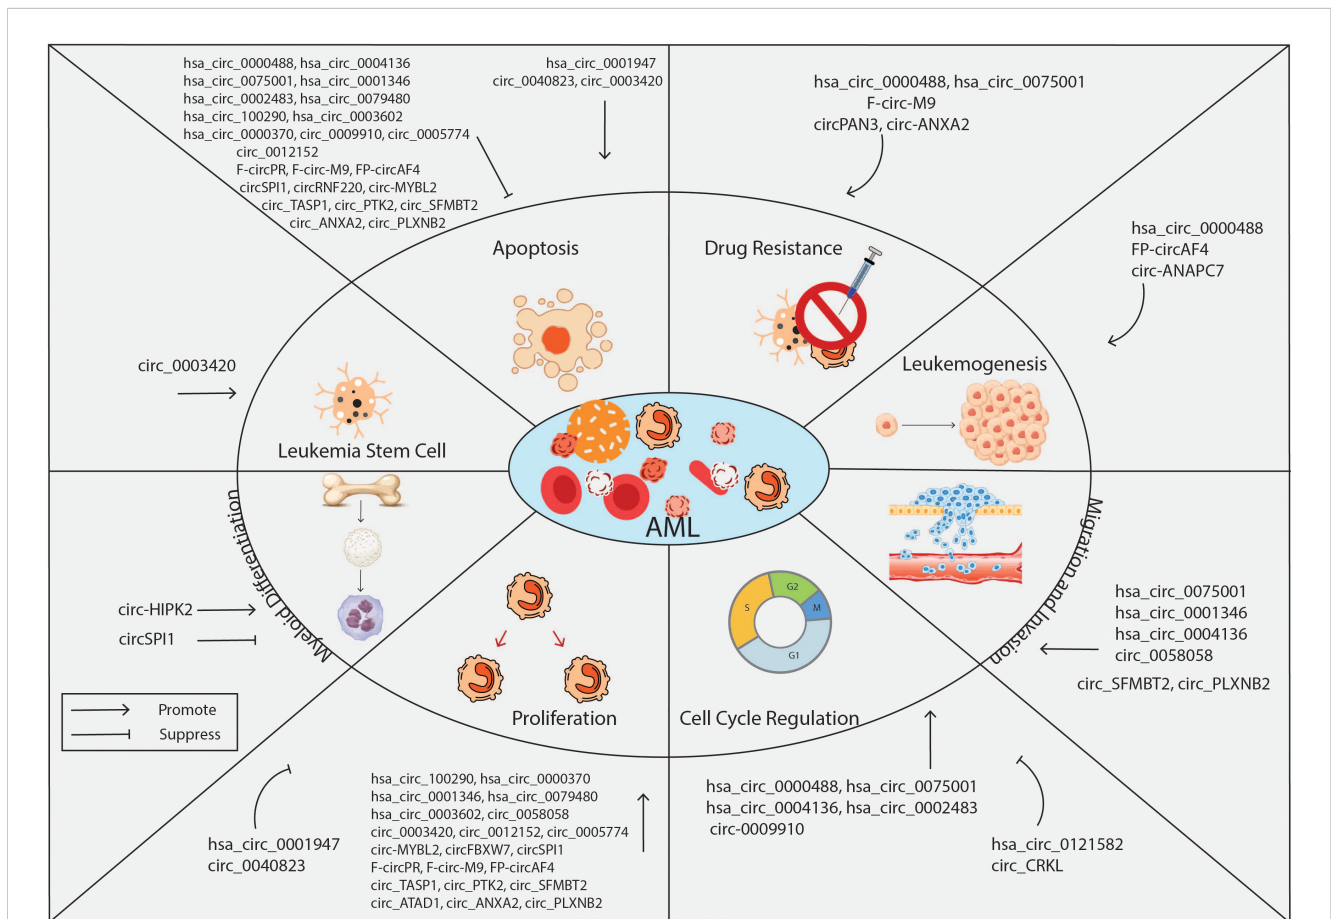 hsa_circ_0000488, hsa_circ_0004136
hsa_circ_0075001, hsa_circ_0001346
hsa_circ_0002483, hsa_circ_0079480
hsa_circ_100290, hsa_circ_0003602
hsa_circ_0000370, circ_0009910, circ_0005774
circ_0012152
F-circPR, F-circ-M9, FP-circAF4
circSPI1, circRNF220, circ-MYBL2
circ_TASP1, circ_PTK2, circ_SFMBT2
circ_ANXA2, circ_PLXNB2
hsa_circ_0001947
circ_0040823, circ_0003420
hsa_circ_0000488, hsa_circ_0075001
F-circ-M9
circPAN3, circ-ANXA2
hsa_circ_0000488
FP-circAF4
circ-ANAPC7
Apoptosis
Drug Resistance
Leukemogenesis
circ_0003420
Leukemia Stem Cell
AML
Myeloid Differentiation
Migration and Invasion
circ-HIPK2
circSPI1
G2
S
M
G1
hsa_circ_0075001
hsa_circ_0001346
hsa_circ_0004136
circ_0058058
circ_SFMBT2, circ_PLXNB2
Proliferation
Cell Cycle Regulation
Promote
Suppress
hsa_circ_0001947
circ_0040823
hsa_circ_100290, hsa_circ_0000370
hsa_circ_0001346, hsa_circ_0079480
hsa_circ_0003602, circ_0058058
circ_0003420, circ_0012152, circ_0005774
circ-MYBL2, circFBXW7, circSPI1
F-circPR, F-circ-M9, FP-circAF4
circ_TASP1, circ_PTK2, circ_SFMBT2
circ_ATAD1, circ_ANXA2, circ_PLXNB2
hsa_circ_0000488, hsa_circ_0075001
hsa_circ_0004136, hsa_circ_0002483
circ-0009910
hsa_circ_0121582
circ_CRKL